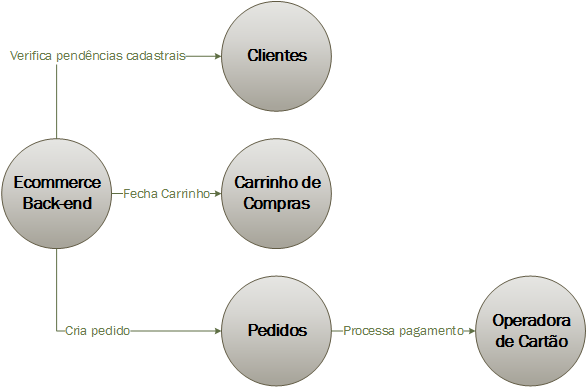 Verifica pendências cadastrais
Clientes
Ecommerce
Back-end
Fecha Carrinho
Carrinho de
Compras
Cria pedido
Pedidos
Processa pagamento
Operadora
de Cartão